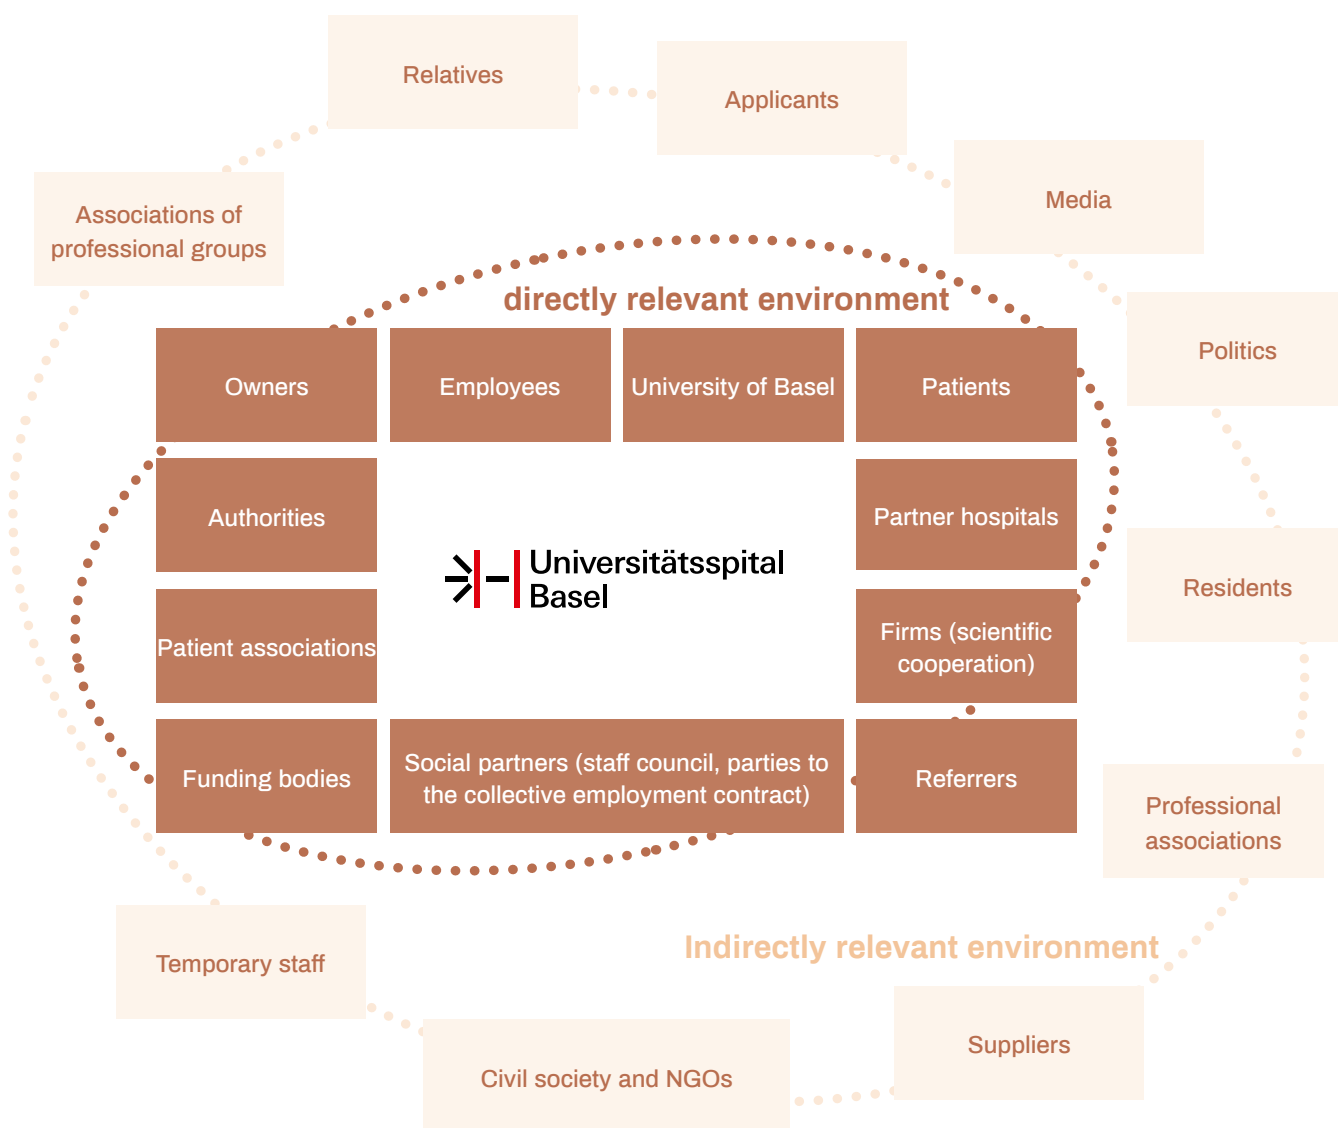 Relatives
Applicants
Media
Associations of
professional groups
directly relevant environment
Politics
Owners
Employees
University of Basel
Patients
Authorities
Partner hospitals
Universitätsspital
Basel
Residents
Patient associations
Firms (scientific
cooperation)
Funding bodies
Social partners (staff council, parties to
the collective employment contract)
Referrers
Professional
associations
Indirectly relevant environment
Temporary staff
Suppliers
Civil society and NGOs